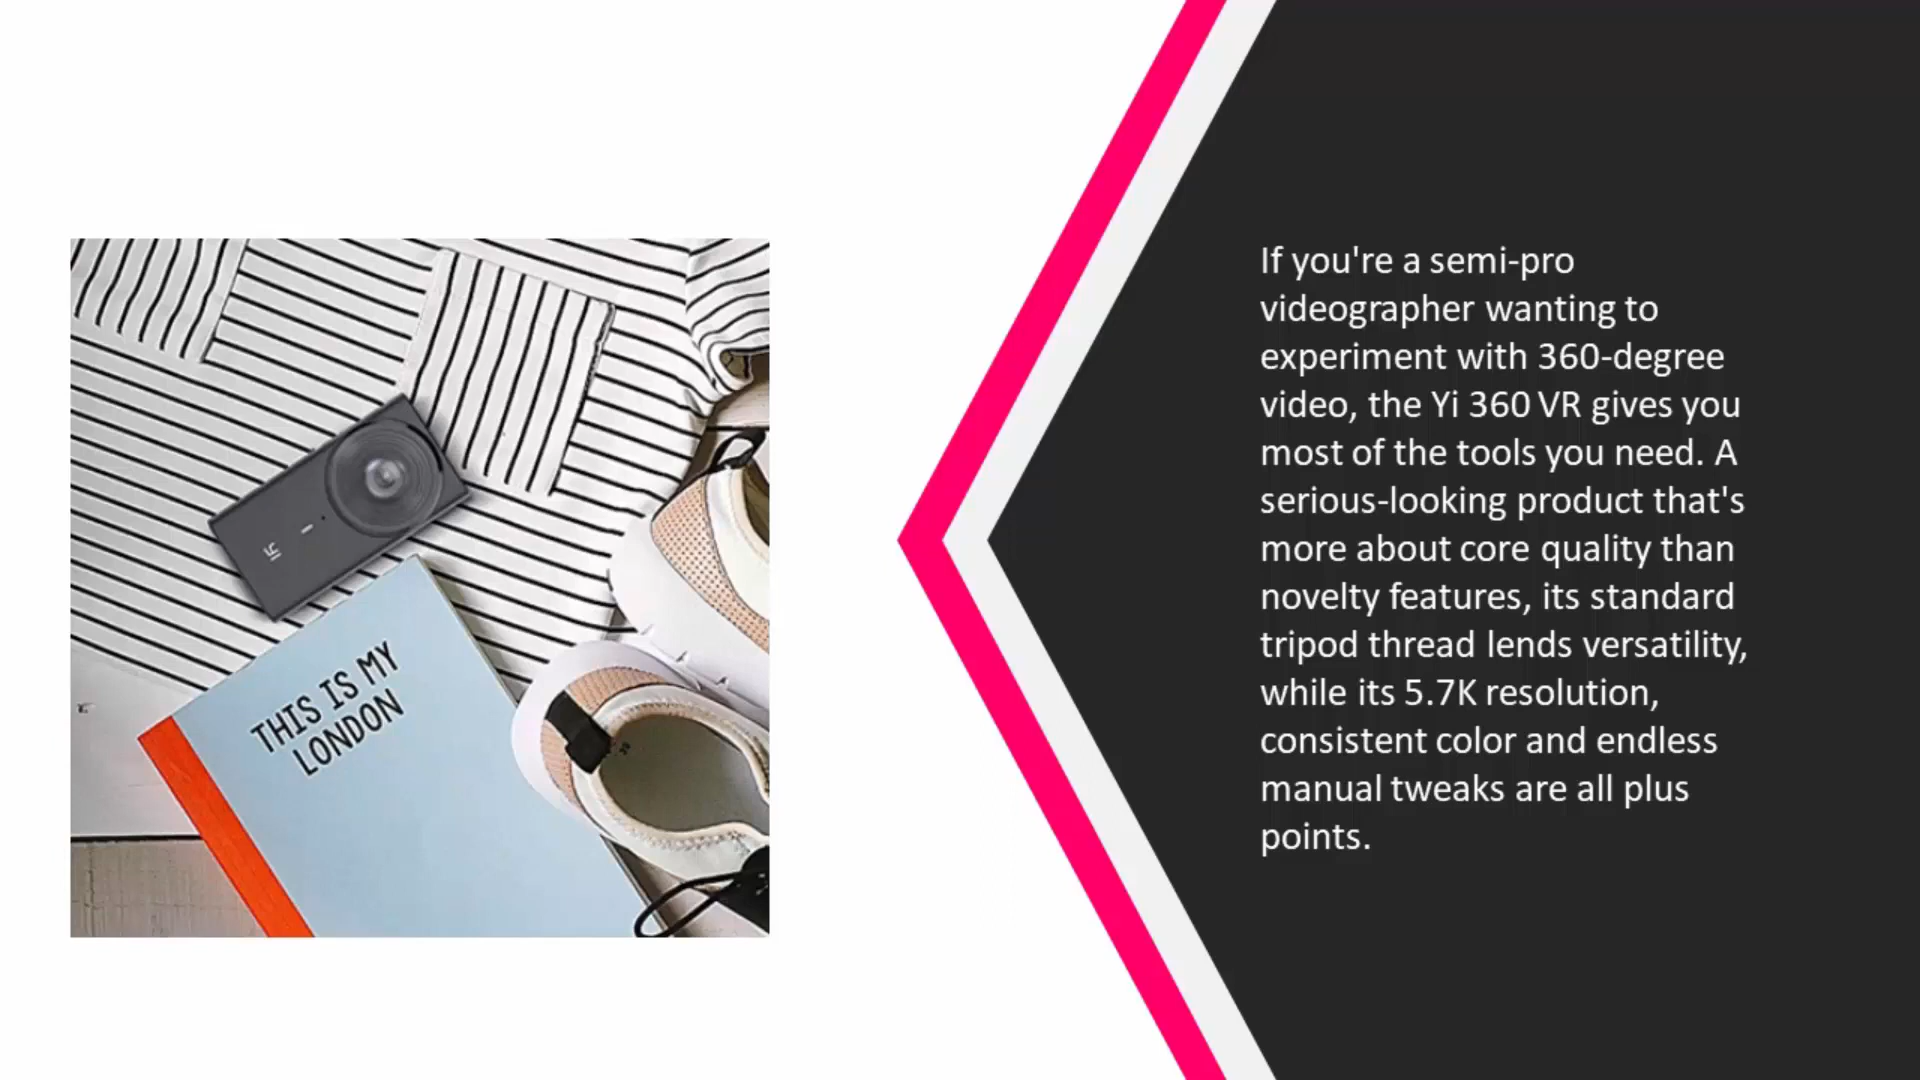 THIS IS MY
LONDON
If you're a semi-pro
videographer wanting to
experiment with 360-degree
video, the Yi 360 VR gives you
most of the tools you need. A
serious-looking product that's
more about core quality than
novelty features, its standard
tripod thread lends versatility,
while its 5.7K resolution,
consistent color and endless
manual tweaks are all plus
points.